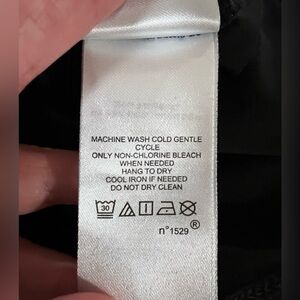 MACHINE WASH COLD GENTLE
CYCLE
ONLY NON-CHLORINE BLEACH
WHEN NEEDED
HANG TO DRY
COOL IRON IF NEEDED
DO NOT DRY CLEAN
30
n°1529®